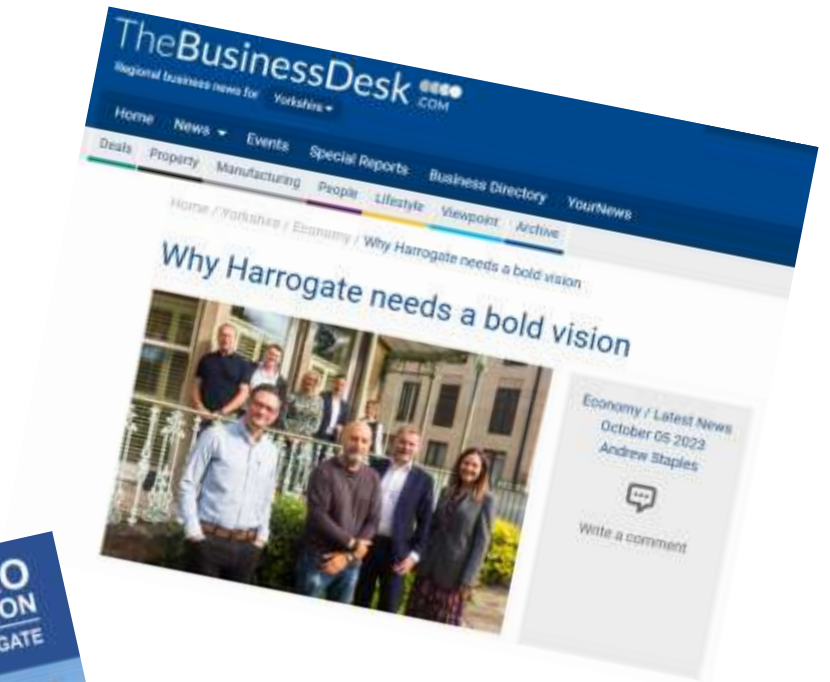 TheBusinessDesk
.COM
Regional business news for Yorkshire
Home News Events Special Reports Business Directory YourNews
Deals Property Manufacturing People Lifestyle Viewpoint Archive
Home / Yorkshire / Economy / Why Harrogate needs a bold vision
Why Harrogate needs a bold vision
Economy / Latest News
October 05 2023
Andrew Staples
Write a comment
O
ON
GATE